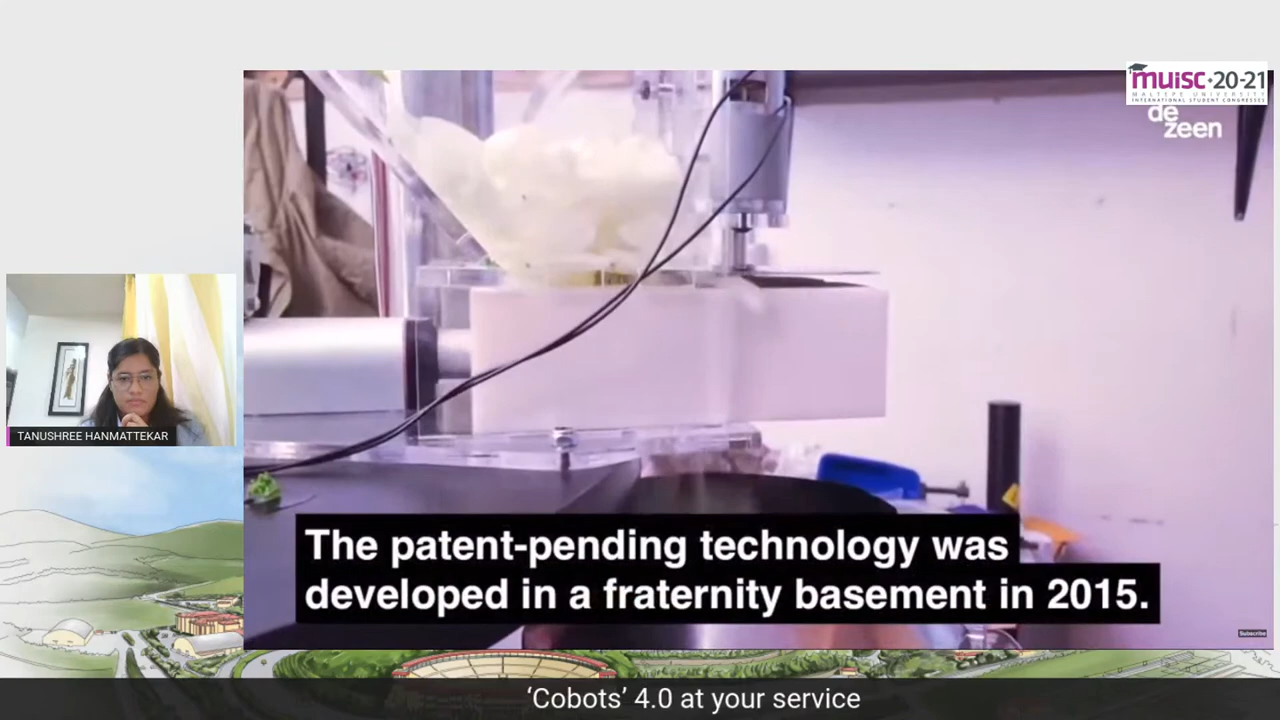 muisc·20-21
MALTEPE UNIVERSITY
INTERNATIONAL STUDENT CONGRESSES
de
zeen
TANUSHREE HANMATTEKAR
The patent-pending technology was
developed in a fraternity basement in 2015.
Subscribe
‘Cobots’ 4.0 at your service